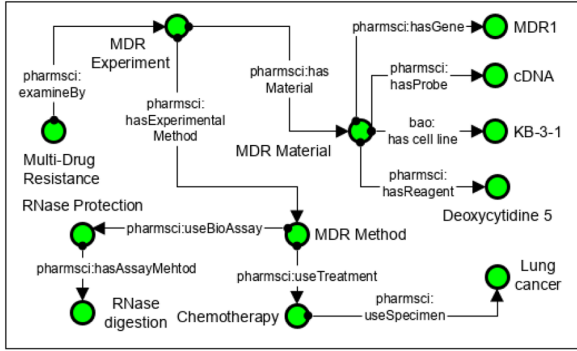 MDR
Experiment
pharmsci:hasGene
MDR1
pharmsci:
examineBy
pharmsci:has
Material
pharmsci:
hasProbe
cDNA
pharmsci:
hasExperimental
Method
bao:
has cell line
KB-3-1
MDR Material
Multi-Drug
Resistance
pharmsci:
hasReagent
Deoxycytidine 5
RNase Protection
pharmsci:useBioAssay
MDR Method
pharmsci:hasAssayMehtod
pharmsci:useTreatment
Lung
cancer
RNase
digestion
Chemotherapy
pharmsci:
useSpecimen